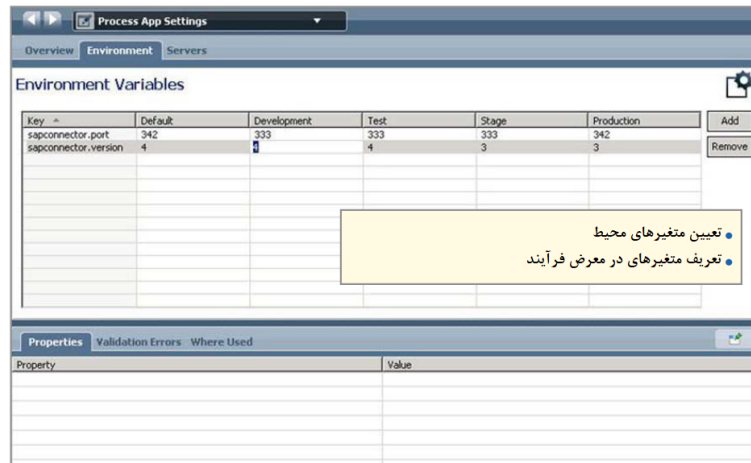 Process App Settings
Overview Environment Servers
Environment Variables
Key Default Development Test Stage Production Add
sapconnector.port 342 333 333 333 342
sapconnector.version 4 4 4 3 3 Remove
تعیین متغیرهای محیط
تعریف متغیرهای در معرض فرآیند
Properties Validation Errors Where Used
Property Value